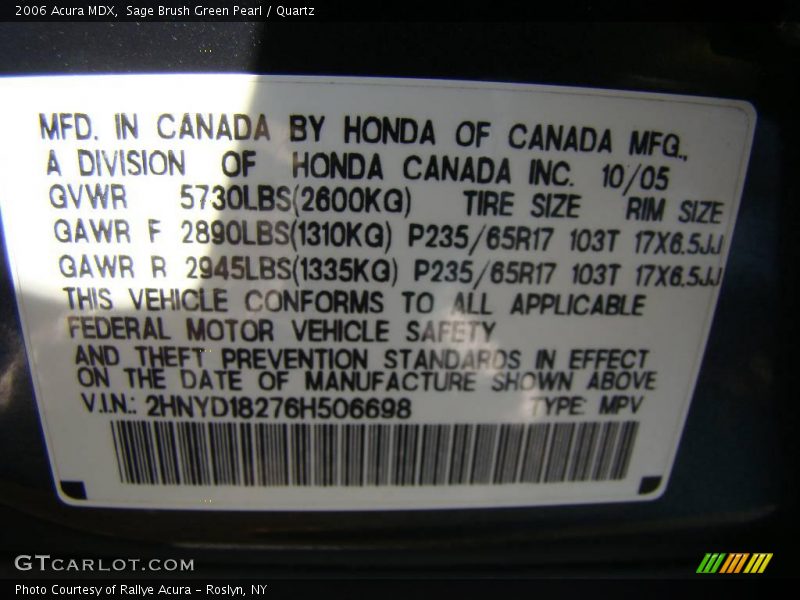 2006 Acura MDX, Sage Brush Green Pearl / Quartz
MFD. IN CANADA BY HONDA OF CANADA MFG.,
A DIVISION OF HONDA CANADA INC. 10/05
GVWR 5730LBS(2600KG) TIRE SIZE RIM SIZE
GAWR F 2890LBS(1310KG) P235/65R17 103T 17X6.5JJ
GAWR R 2945LBS(1335KG) P235/65R17 103T 17X6.5JJ
THIS VEHICLE CONFORMS TO ALL APPLICABLE
FEDERAL MOTOR VEHICLE SAFETY
AND THEFT PREVENTION STANDARDS IN EFFECT
ON THE DATE OF MANUFACTURE SHOWN ABOVE
V.I.N.: 2HNYD18276H506698 TYPE: MPV
GTCARLOT.COM
Photo Courtesy of Rallye Acura - Roslyn, NY